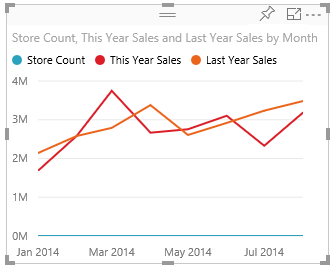 Store Count, This Year Sales and Last Year Sales by Month
Store Count This Year Sales Last Year Sales
4M
3M
2M
1M
0M
Jan 2014 Mar 2014 May 2014 Jul 2014